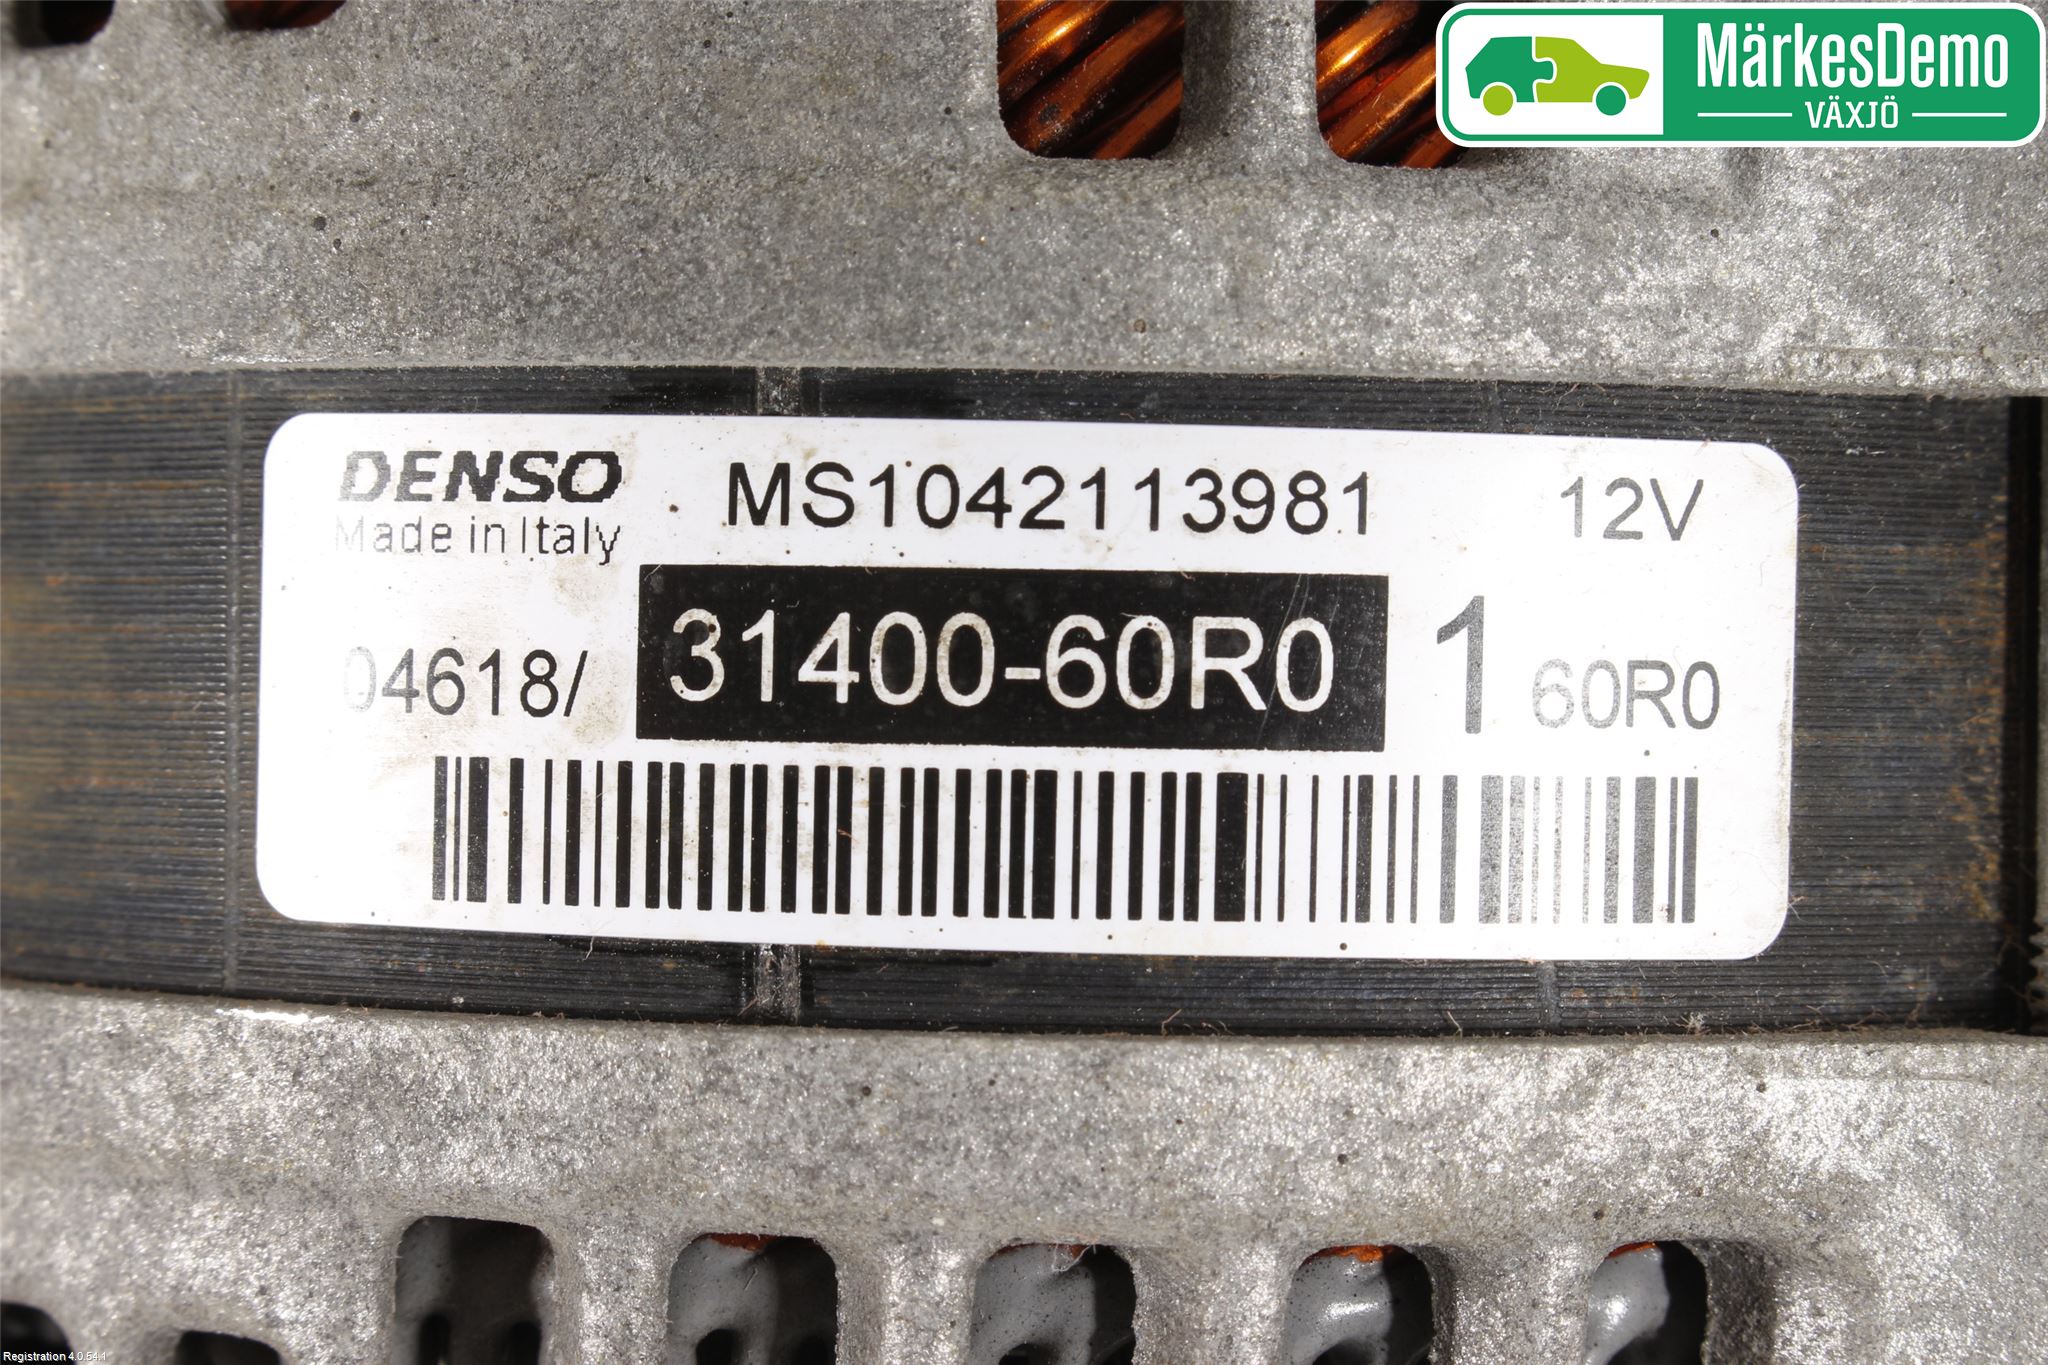 MärkesDemo
VÄXJÖ
DENSO
Made in Italy
MS1042113981
12V
04618/
31400-60R0
1
60R0
Registration 4.0.54.1